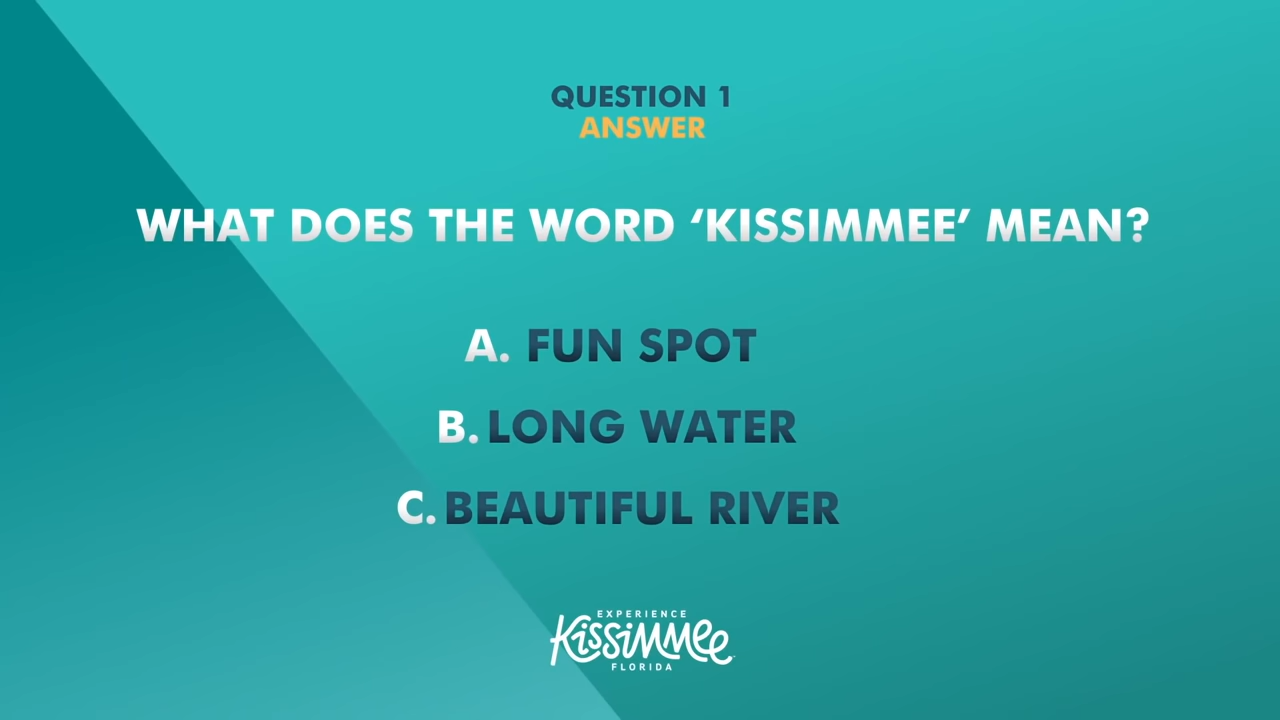 QUESTION 1
ANSWER
WHAT DOES THE WORD ‘KISSIMMEE’ MEAN?
A. FUN SPOT
B. LONG WATER
C. BEAUTIFUL RIVER
EXPERIENCE
Kissimmee
FLORIDA